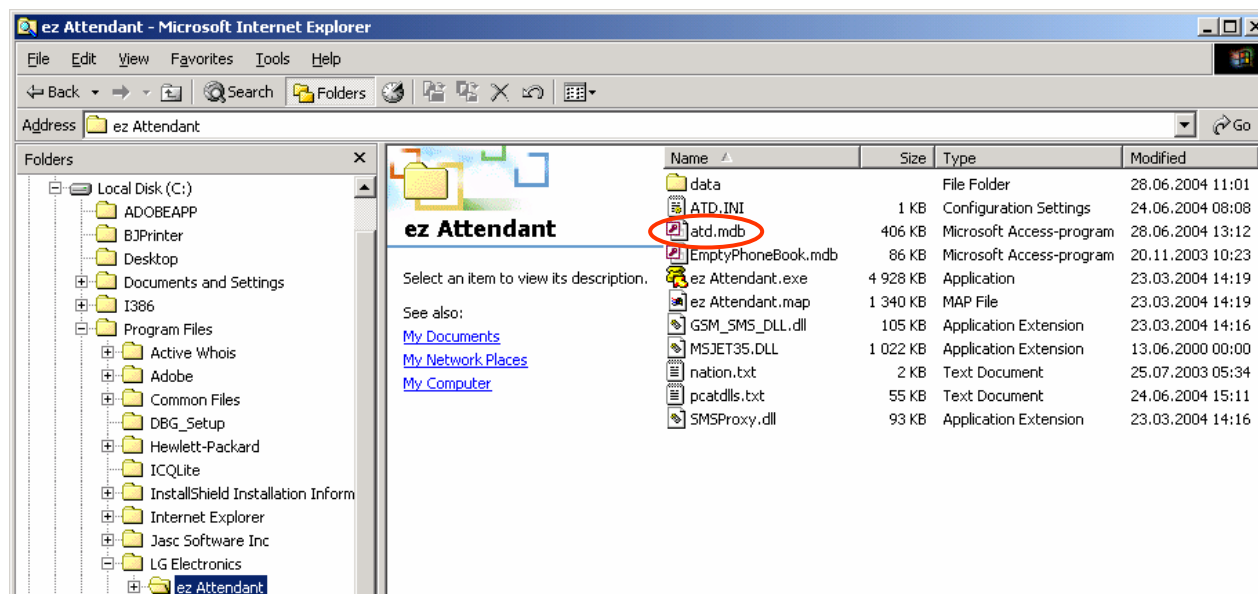 ez Attendant - Microsoft Internet Explorer
File Edit View Favorites Tools Help
Back Search Folders
Address ez Attendant Go
Folders
Local Disk (C:)
ADOBEAPP
BJPrinter
Desktop
Documents and Settings
I386
Program Files
Active Whois
Adobe
Common Files
DBG_Setup
Hewlett-Packard
ICQLite
InstallShield Installation Inform
Internet Explorer
Jasc Software Inc
LG Electronics
ez Attendant
ez Attendant
Select an item to view its description.
See also:
My Documents
My Network Places
My Computer
Name Size Type Modified
data File Folder 28.06.2004 11:01
ATD.INI 1 KB Configuration Settings 24.06.2004 08:08
atd.mdb 406 KB Microsoft Access-program 28.06.2004 13:12
EmptyPhoneBook.mdb 86 KB Microsoft Access-program 20.11.2003 10:23
ez Attendant.exe 4 928 KB Application 23.03.2004 14:19
ez Attendant.map 1 340 KB MAP File 23.03.2004 14:19
GSM_SMS_DLL.dll 105 KB Application Extension 23.03.2004 14:16
MSJET35.DLL 1 022 KB Application Extension 13.06.2000 00:00
nation.txt 2 KB Text Document 25.07.2003 05:34
pcatdlls.txt 55 KB Text Document 24.06.2004 15:11
SMSProxy.dll 93 KB Application Extension 23.03.2004 14:16